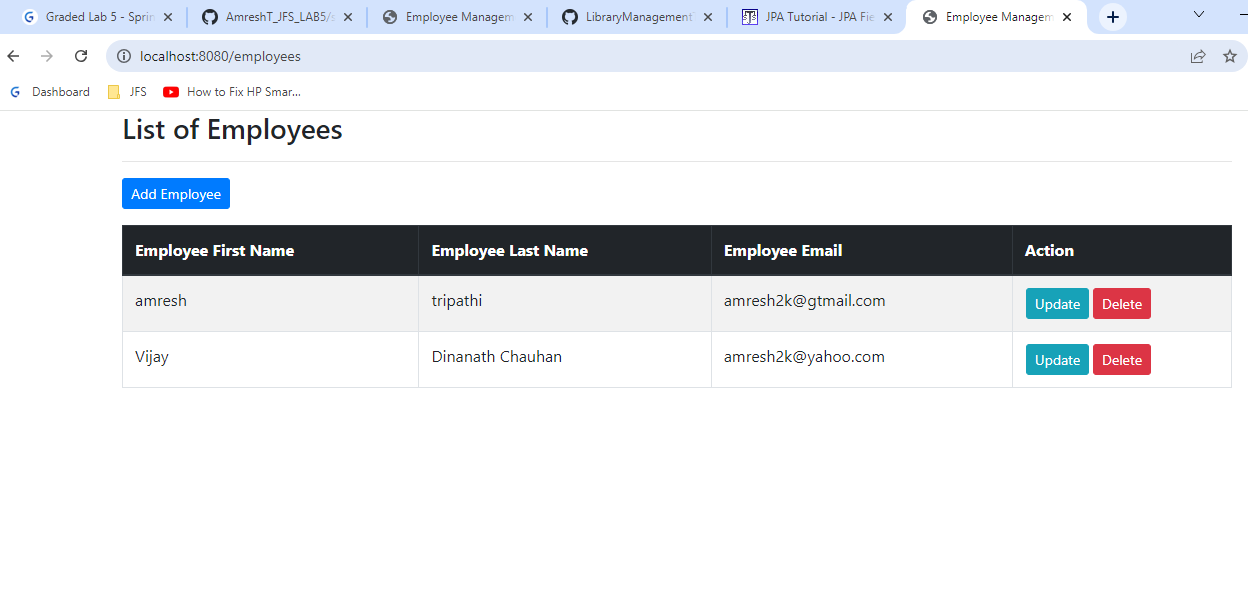 Graded Lab 5 - Sprin
AmreshT_JFS_LAB5/s
Employee Managem
LibraryManagement
JPA Tutorial - JPA Fie
Employee Managem
localhost:8080/employees
Dashboard JFS How to Fix HP Smar...
List of Employees
Add Employee
Employee First Name Employee Last Name Employee Email Action
amresh tripathi amresh2k@gtmail.com Update Delete
Vijay Dinanath Chauhan amresh2k@yahoo.com Update Delete